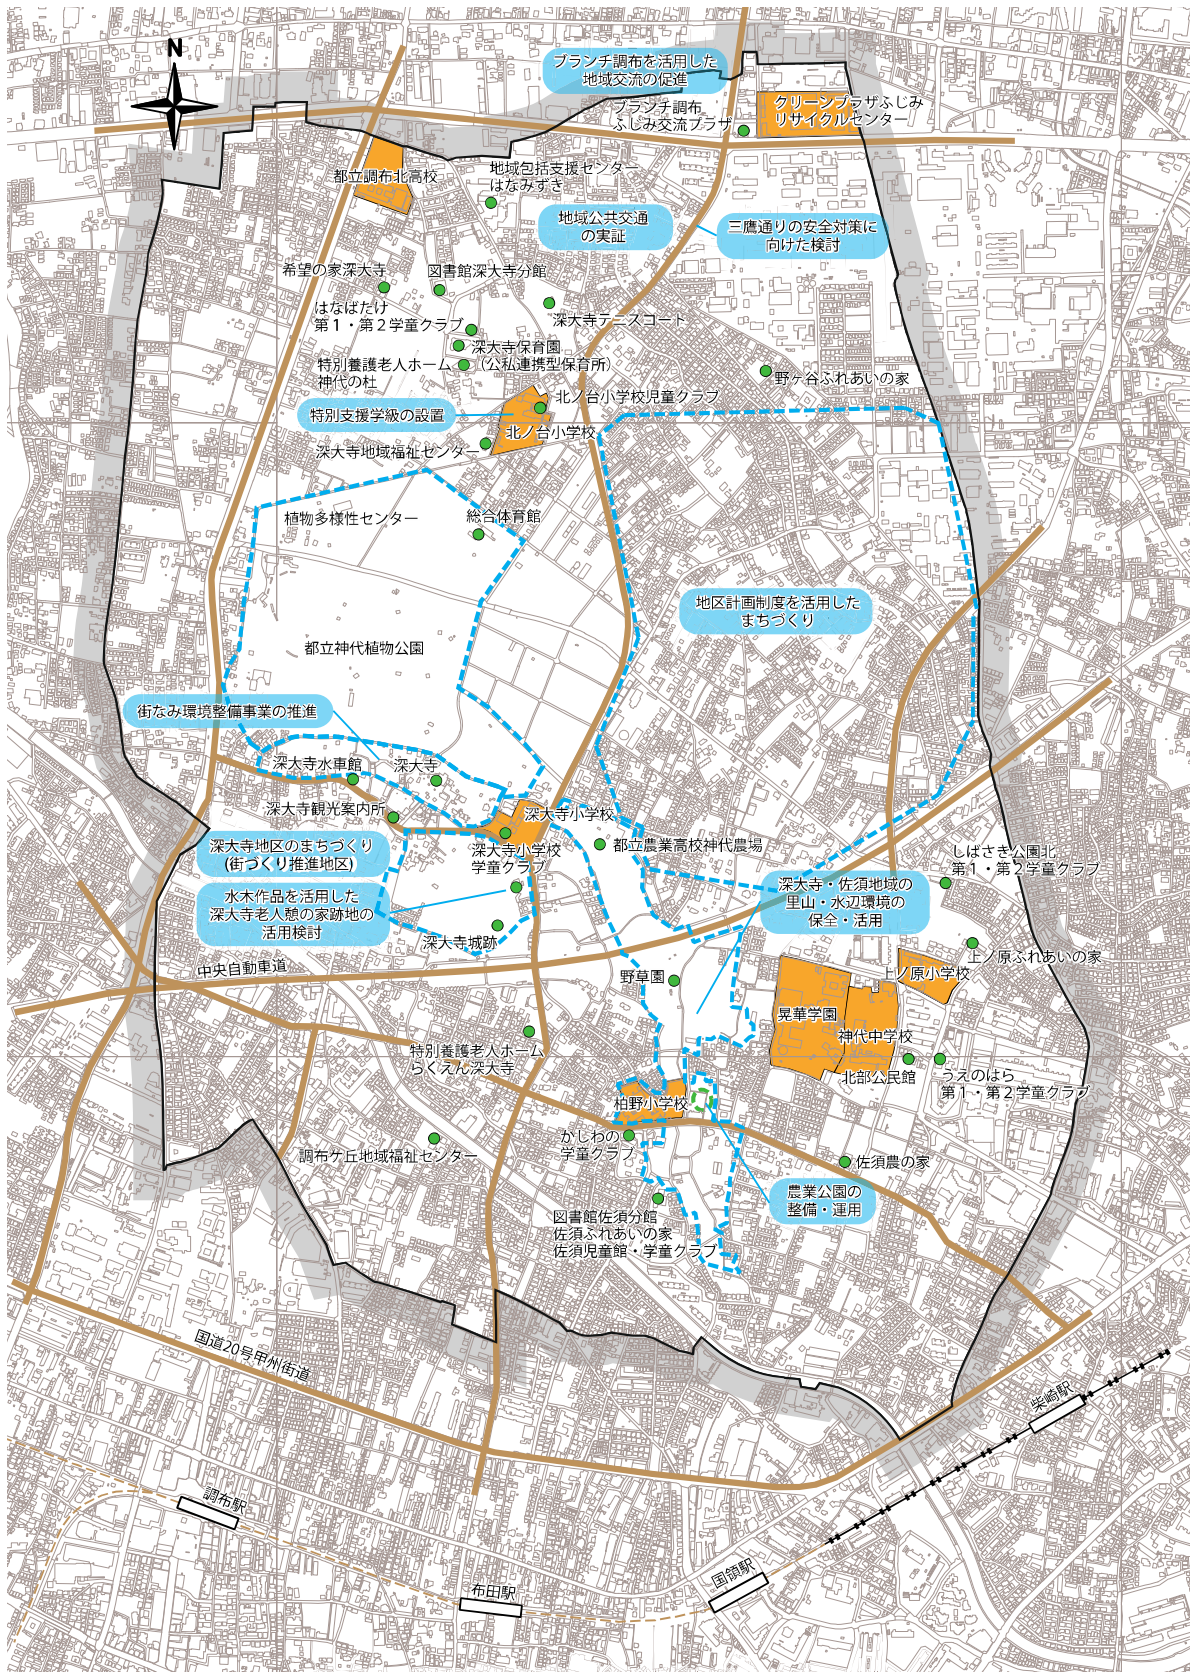 N
ブランチ調布を活用した
地域交流の促進
ブランチ調布
ふじみ交流プラザ
クリーンプラザふじみ
リサイクルセンター
都立調布北高校
地域包括支援センター
はなみずき
地域公共交通
の実証
三鷹通りの安全対策に
向けた検討
希望の家深大寺
図書館深大寺分館
はなばたけ
第1・第2学童クラブ
深大寺テニスコート
深大寺保育園
(公私連携型保育所)
特別養護老人ホーム
神代の杜
野ヶ谷ふれあいの家
特別支援学級の設置
北ノ台小学校児童クラブ
北ノ台小学校
深大寺地域福祉センター
植物多様性センター
総合体育館
地区計画制度を活用した
まちづくり
都立神代植物公園
街なみ環境整備事業の推進
深大寺水車館
深大寺
深大寺観光案内所
深大寺小学校
深大寺地区のまちづくり
(街づくり推進地区)
深大寺小学校
学童クラブ
都立農業高校神代農場
しばさき公園北
第1・第2学童クラブ
水木作品を活用した
深大寺老人憩の家跡地の
活用検討
深大寺・佐須地域の
里山・水辺環境の
保全・活用
深大寺城跡
上ノ原ふれあいの家
中央自動車道
野草園
上ノ原小学校
晃華学園
神代中学校
特別養護老人ホーム
らくえん深大寺
北部公民館
うえのはら
第1・第2学童クラブ
柏野小学校
かしわの
学童クラブ
調布ケ丘地域福祉センター
佐須農の家
農業公園の
整備・運用
図書館佐須分館
佐須ふれあいの家
佐須児童館・学童クラブ
国道20号甲州街道
柴崎駅
調布駅
国領駅
布田駅